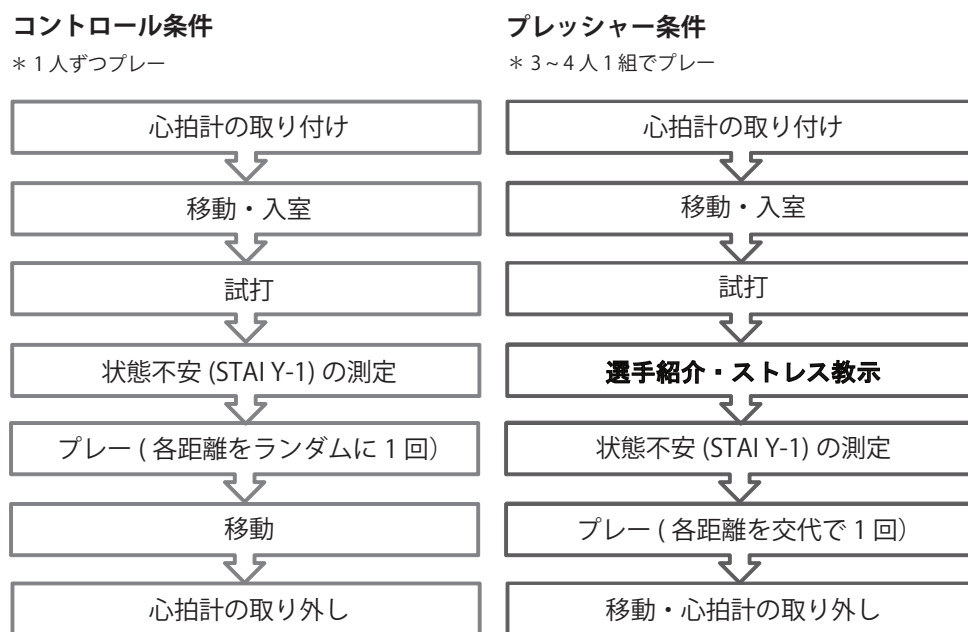 コントロール条件
＊1人ずつプレー
心拍計の取り付け
移動・入室
試打
状態不安 (STAI Y-1) の測定
プレー ( 各距離をランダムに 1 回）
移動
心拍計の取り外し
プレッシャー条件
＊ 3 ~ 4 人 1 組でプレー
心拍計の取り付け
移動・入室
試打
選手紹介・ストレス教示
状態不安 (STAI Y-1) の測定
プレー ( 各距離を交代で 1 回）
移動・心拍計の取り外し